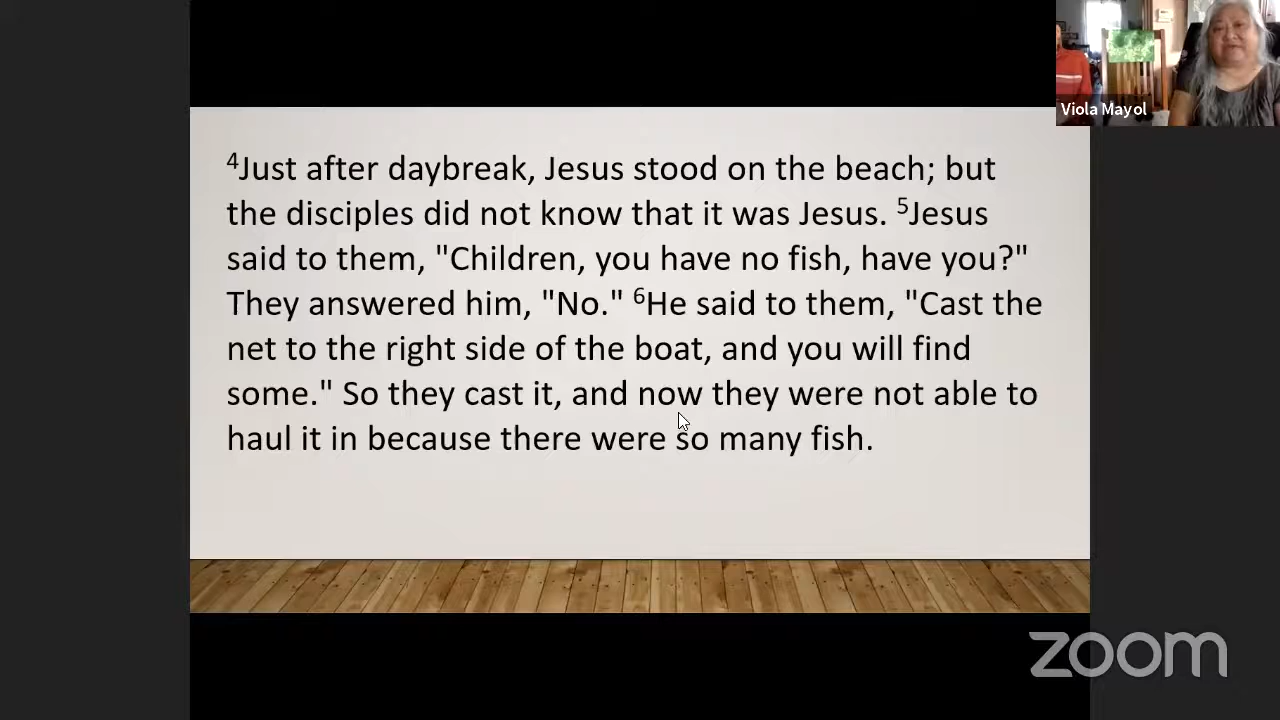 Viola Mayol
4Just after daybreak, Jesus stood on the beach; but
the disciples did not know that it was Jesus. 5Jesus
said to them, "Children, you have no fish, have you?"
They answered him, "No." 6He said to them, "Cast the
net to the right side of the boat, and you will find
some." So they cast it, and now they were not able to
haul it in because there were so many fish.
zoom